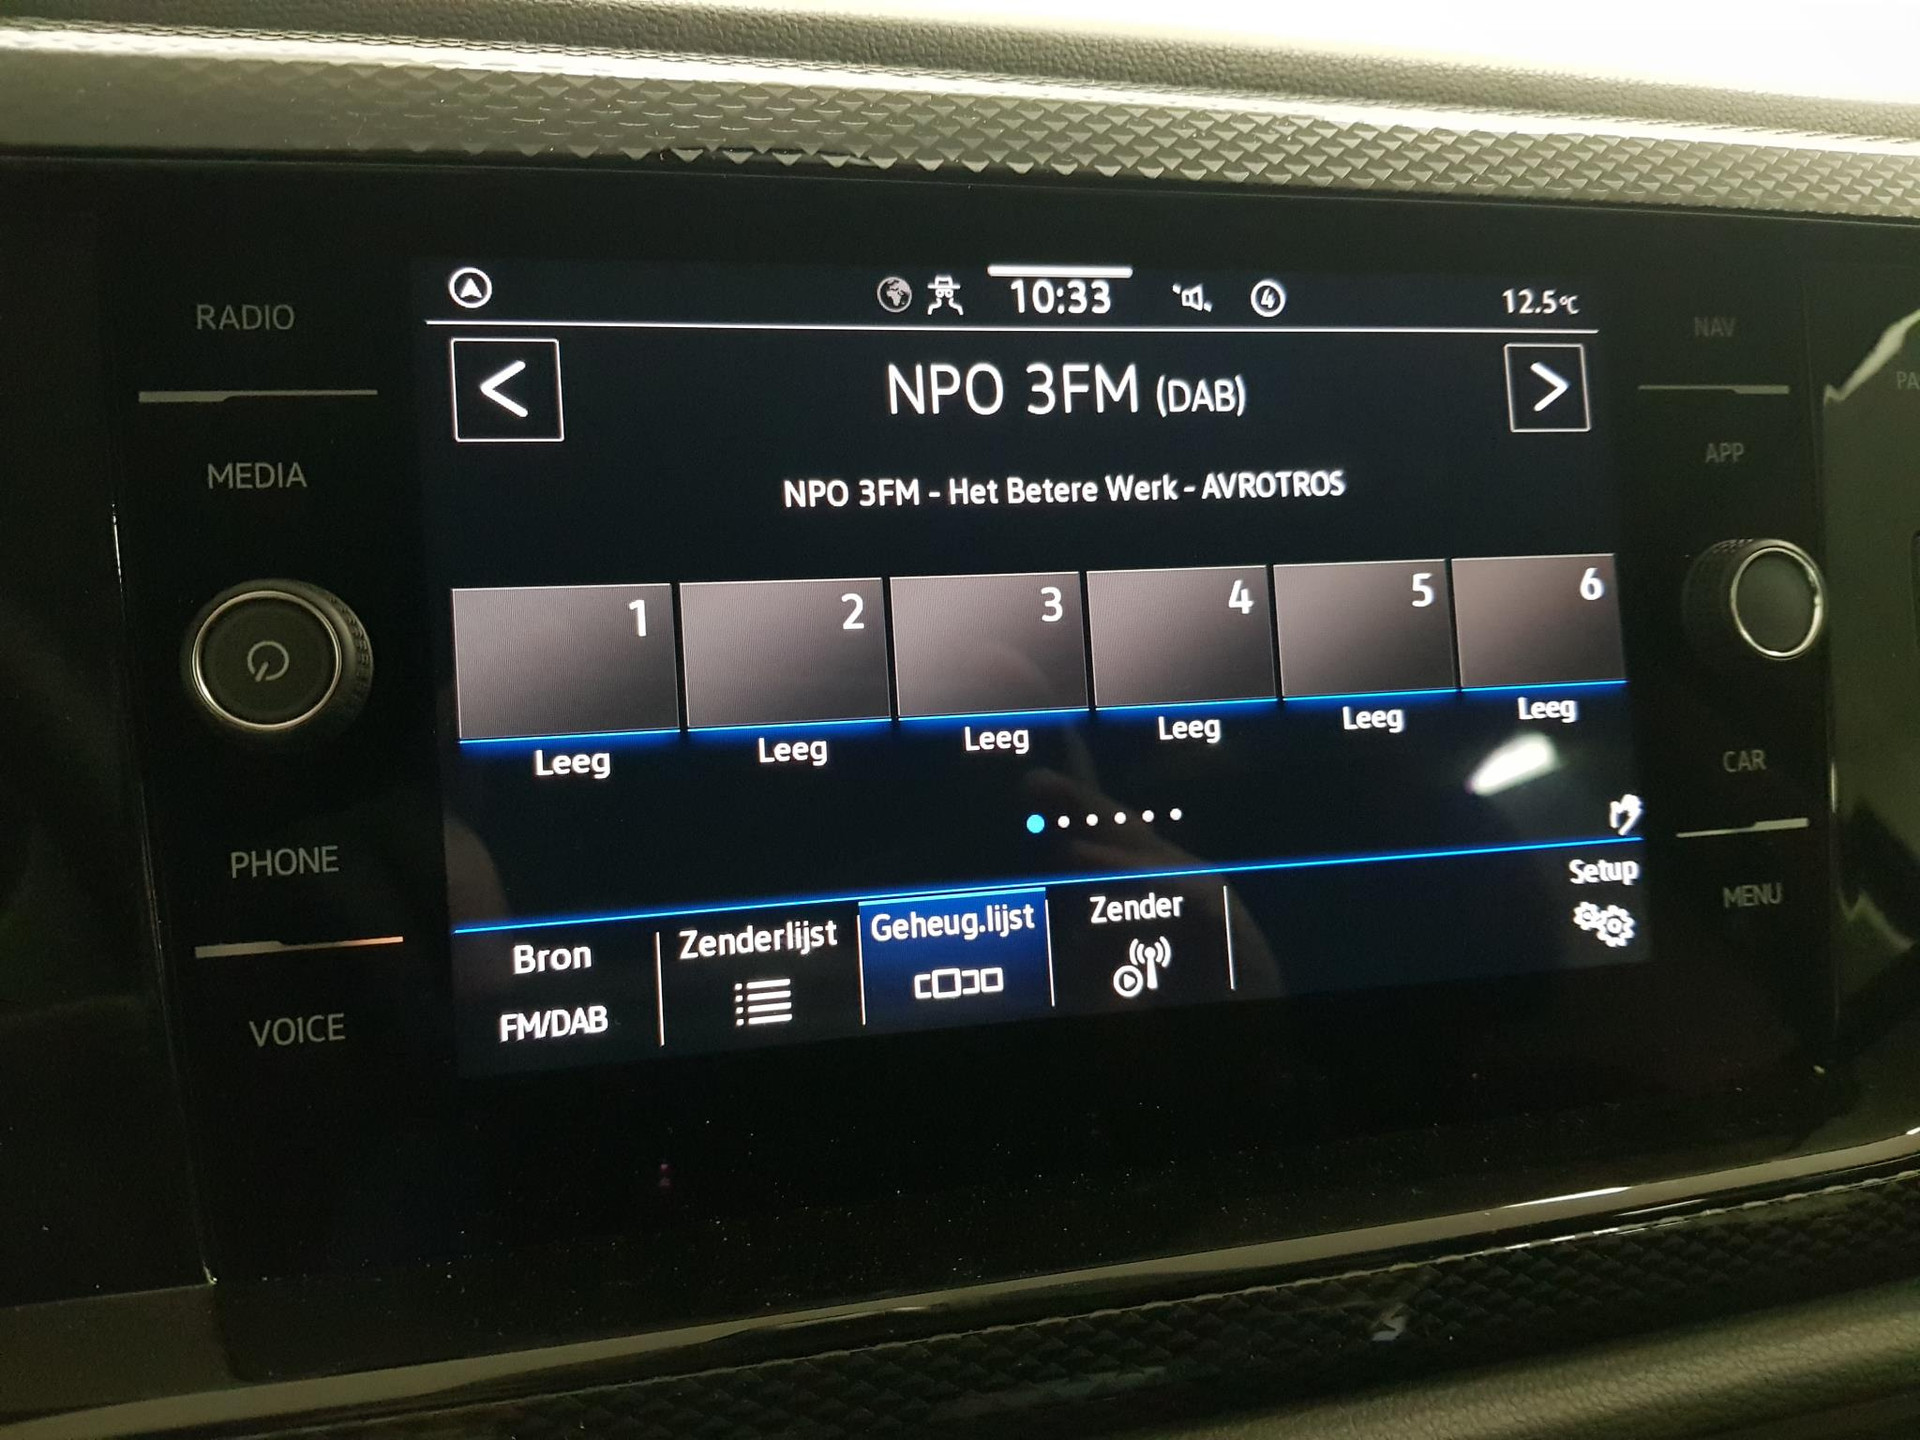 RADIO
MEDIA
PHONE
VOICE
10:33
4
12.5°C
<
NPO 3FM (DAB)
>
NPO 3FM - Het Betere Werk - AVROTROS
1
2
3
4
5
6
Leeg
Leeg
Leeg
Leeg
Leeg
Leeg
Bron
FM/DAB
Zenderlijst
Geheug.lijst
Zender
Setup
NAV
APP
CAR
MENU
PA